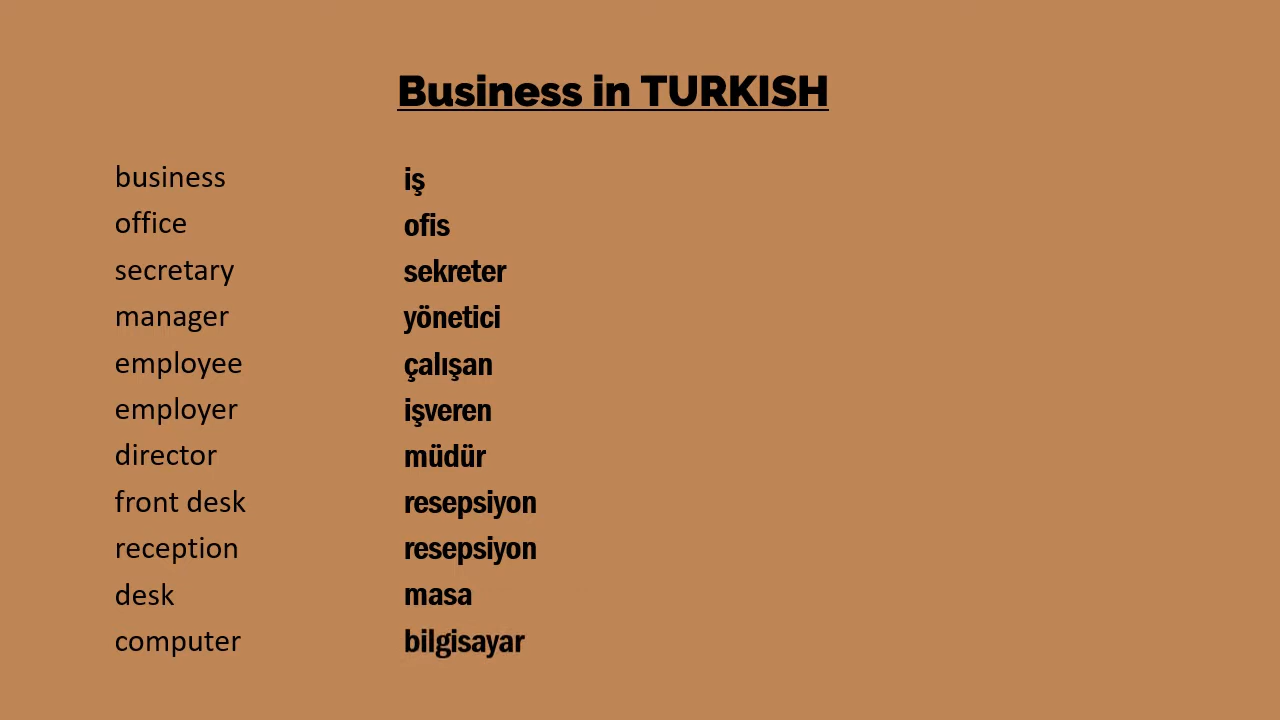 Business in TURKISH
business iş
office ofis
secretary sekreter
manager yönetici
employee çalışan
employer işveren
director müdür
front desk resepsiyon
reception resepsiyon
desk masa
computer bilgisayar